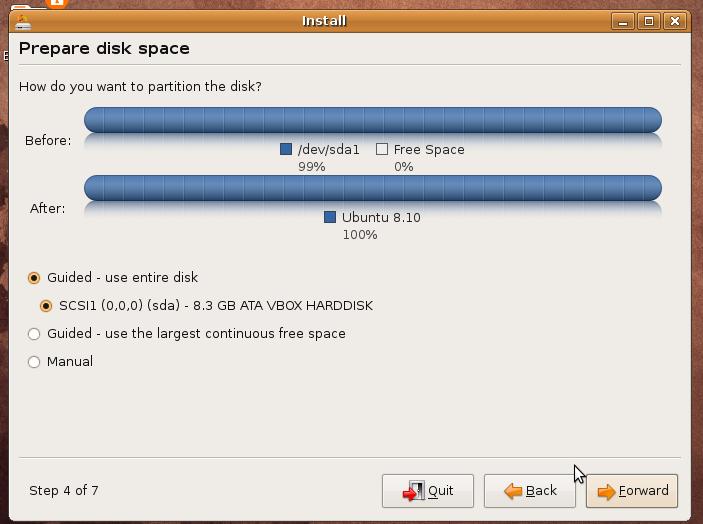 Install
Prepare disk space
How do you want to partition the disk?
Before:
/dev/sda1 Free Space
99% 0%
After:
Ubuntu 8.10
100%
Guided - use entire disk
SCSI1 (0,0,0) (sda) - 8.3 GB ATA VBOX HARDDISK
Guided - use the largest continuous free space
Manual
Step 4 of 7 Quit Back Forward